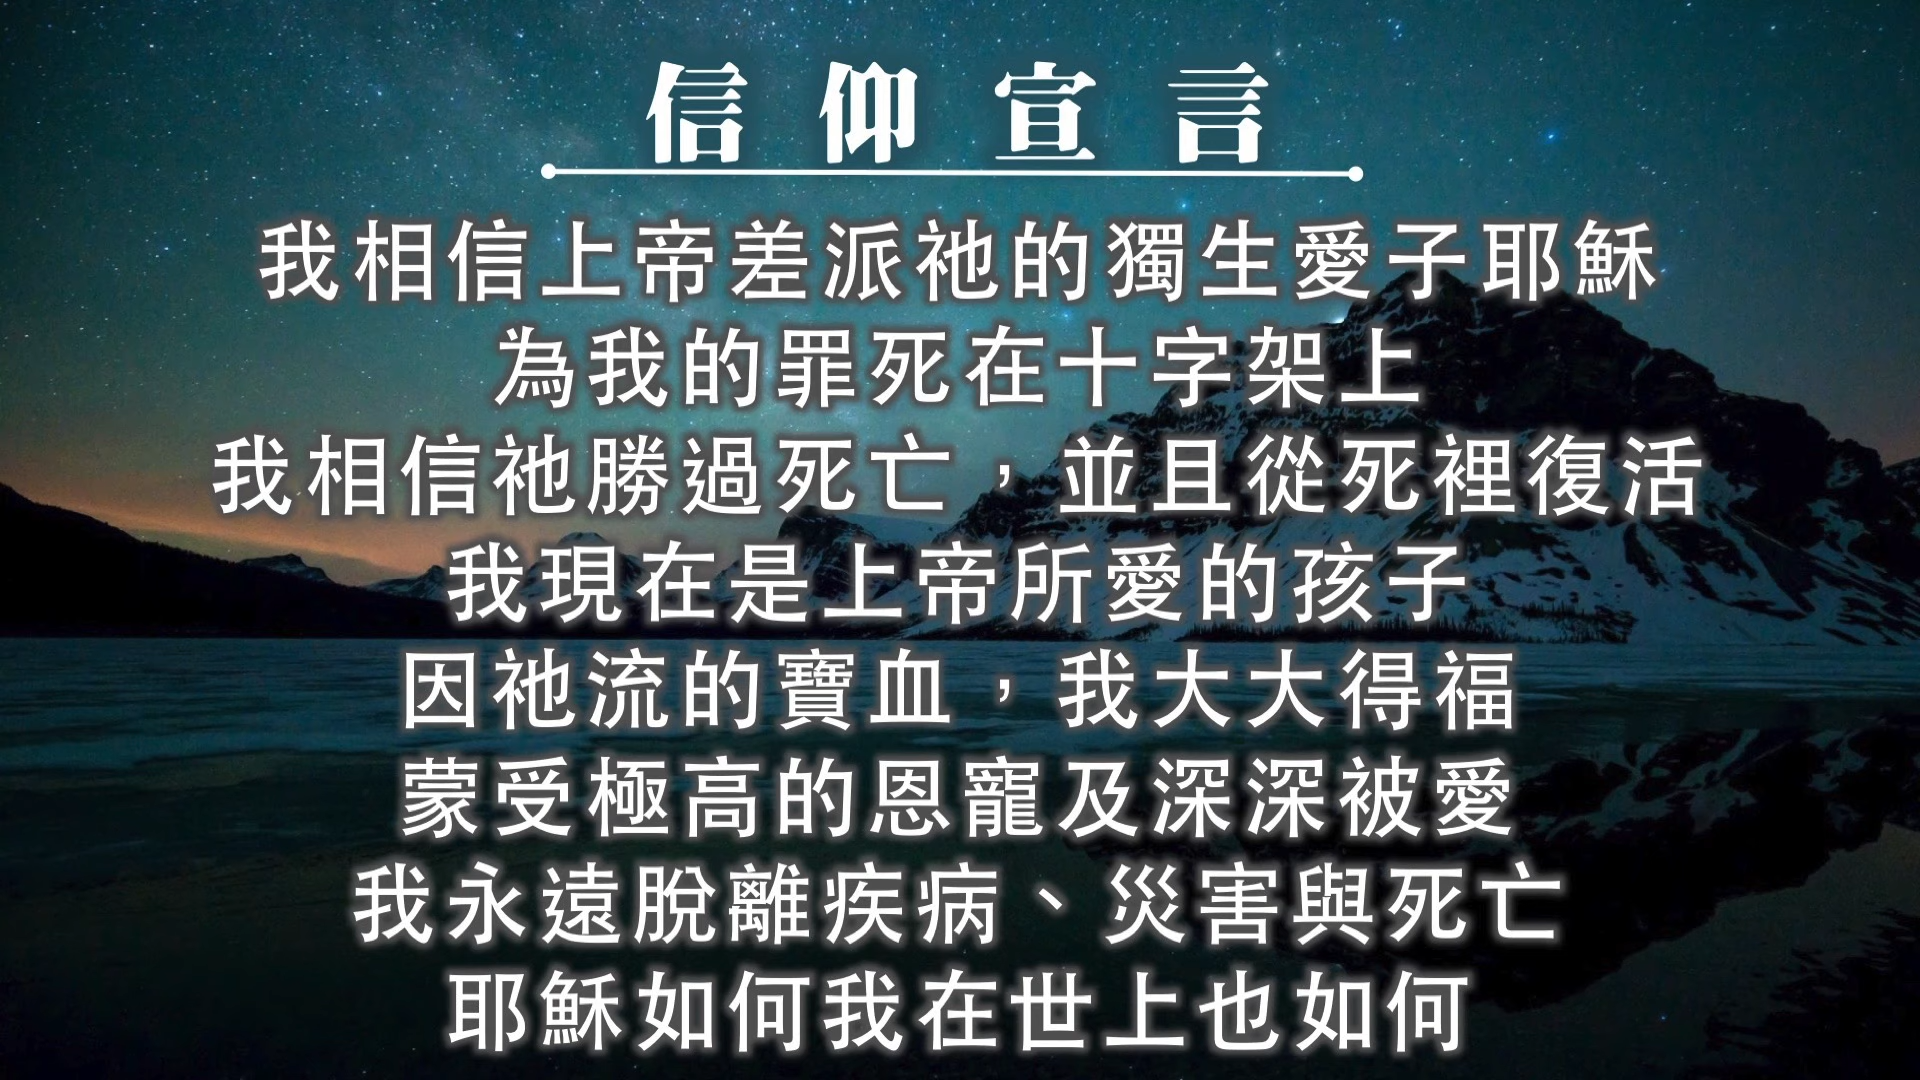 信仰宣言
我相信上帝差派祂的獨生愛子耶穌
為我的罪死在十字架上
我相信祂勝過死亡，並且從死裡復活
我現在是上帝所愛的孩子
因祂流的寶血，我大大得福
蒙受極高的恩寵及深深被愛
我永遠脫離疾病、災害與死亡
耶穌如何我在世上也如何